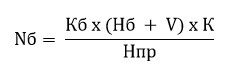 Nб = Кб x (Нб + V) x К / Нпр